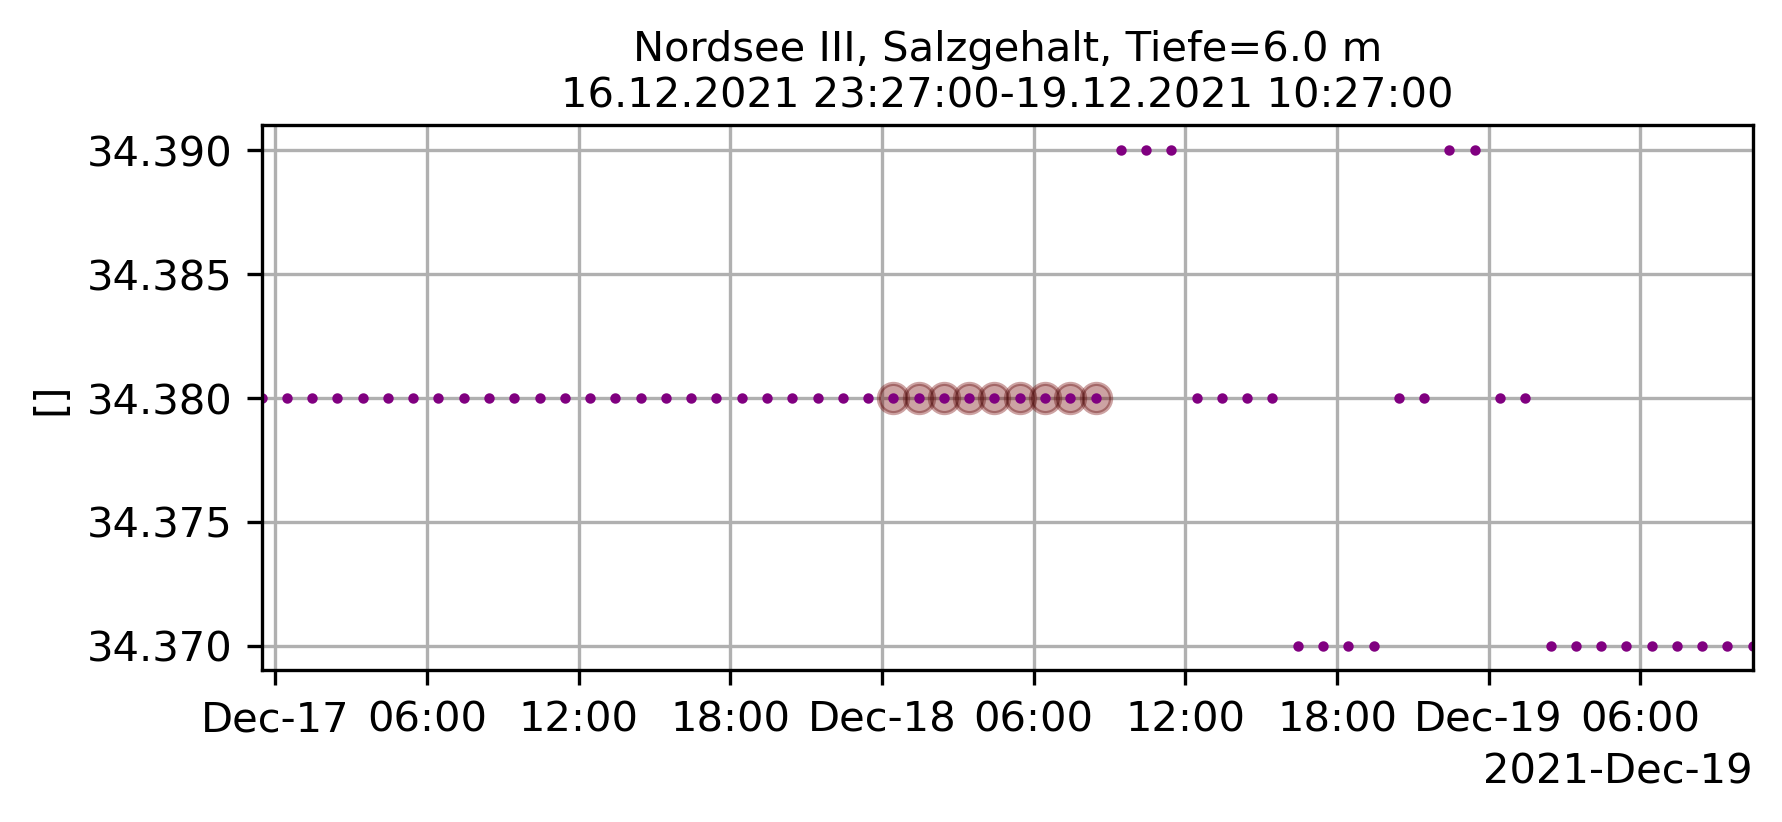 Nordsee III, Salzgehalt, Tiefe=6.0 m
16.12.2021 23:27:00-19.12.2021 10:27:00
34.390
34.385
34.380
34.375
34.370
[]
Dec-17 06:00 12:00 18:00 Dec-18 06:00 12:00 18:00 Dec-19 06:00
2021-Dec-19